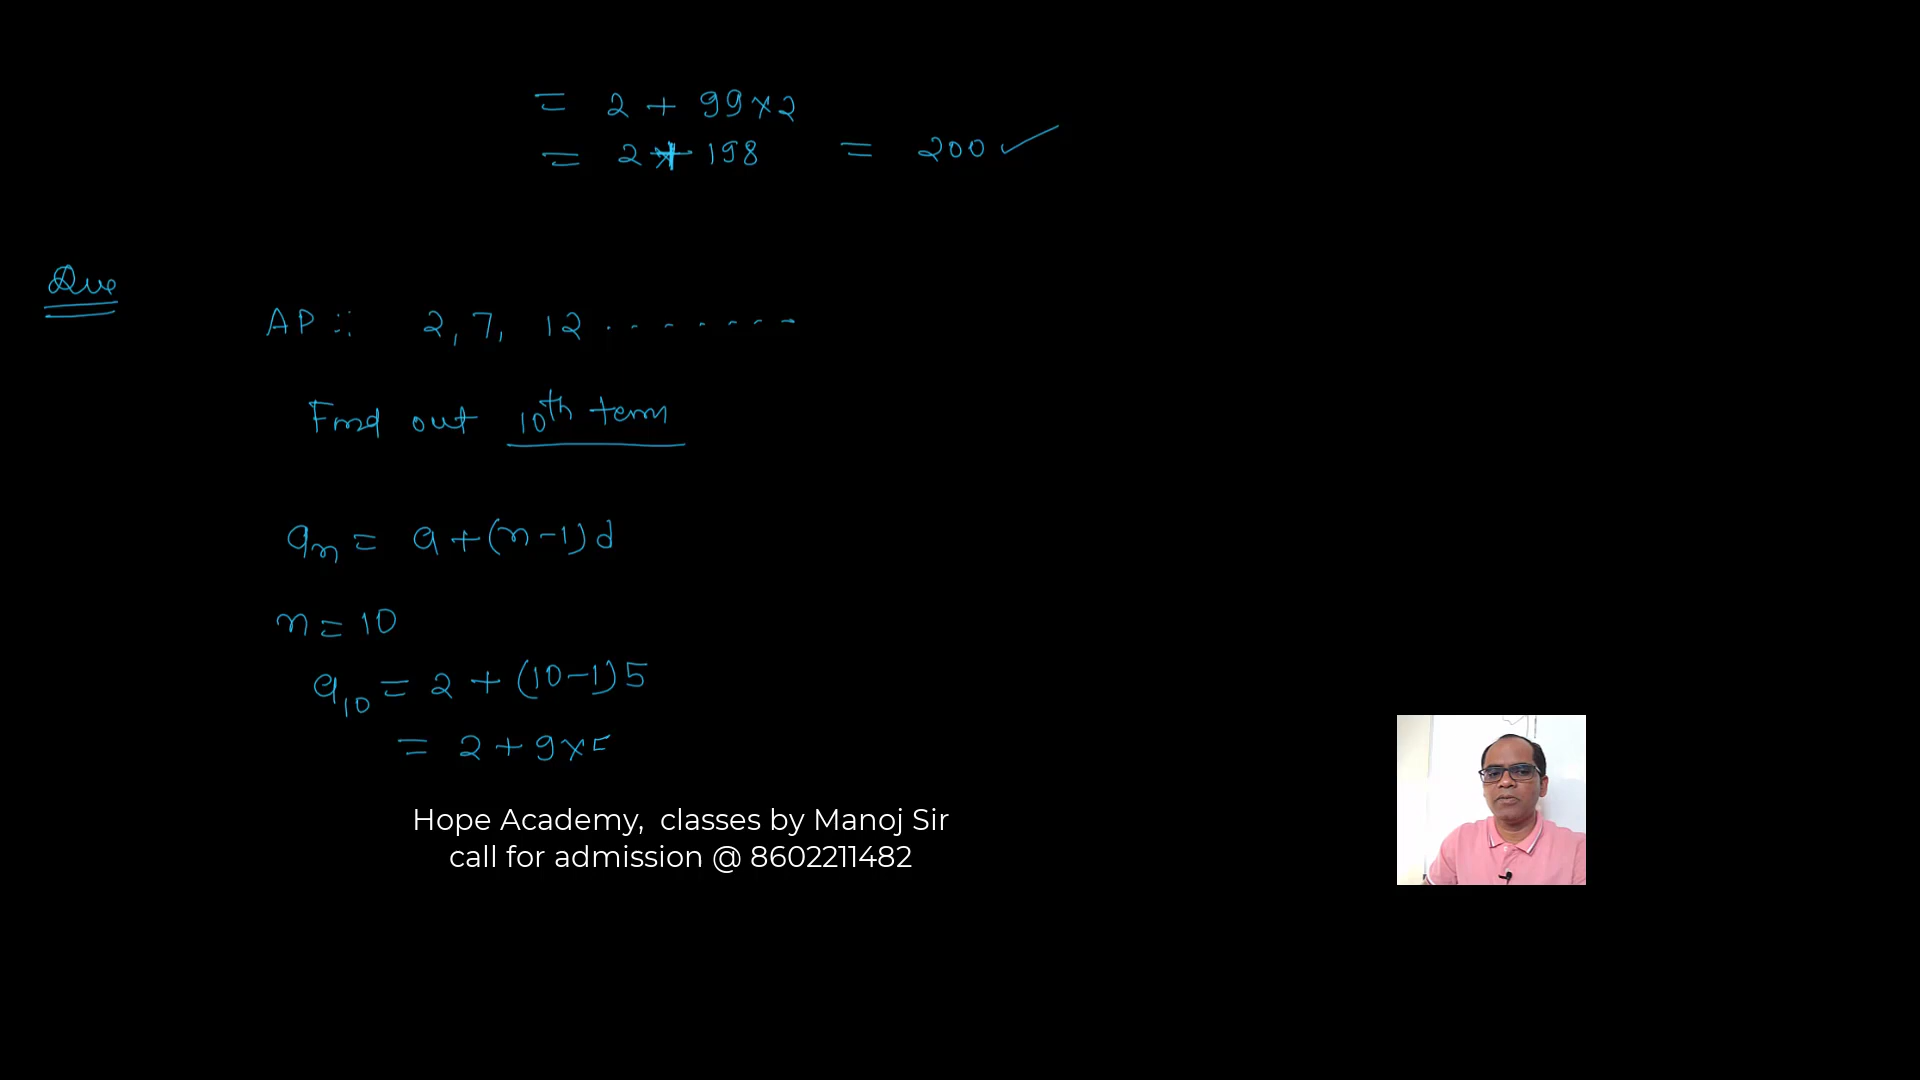 = 2 + 99×2
= 2 + 198 = 200 ✓
Que
AP :: 2, 7, 12 ........
Find out 10th term
an = a+(n-1)d
n = 10
a10 = 2 + (10-1)5
= 2 + 9×5
Hope Academy, classes by Manoj Sir
call for admission @ 8602211482